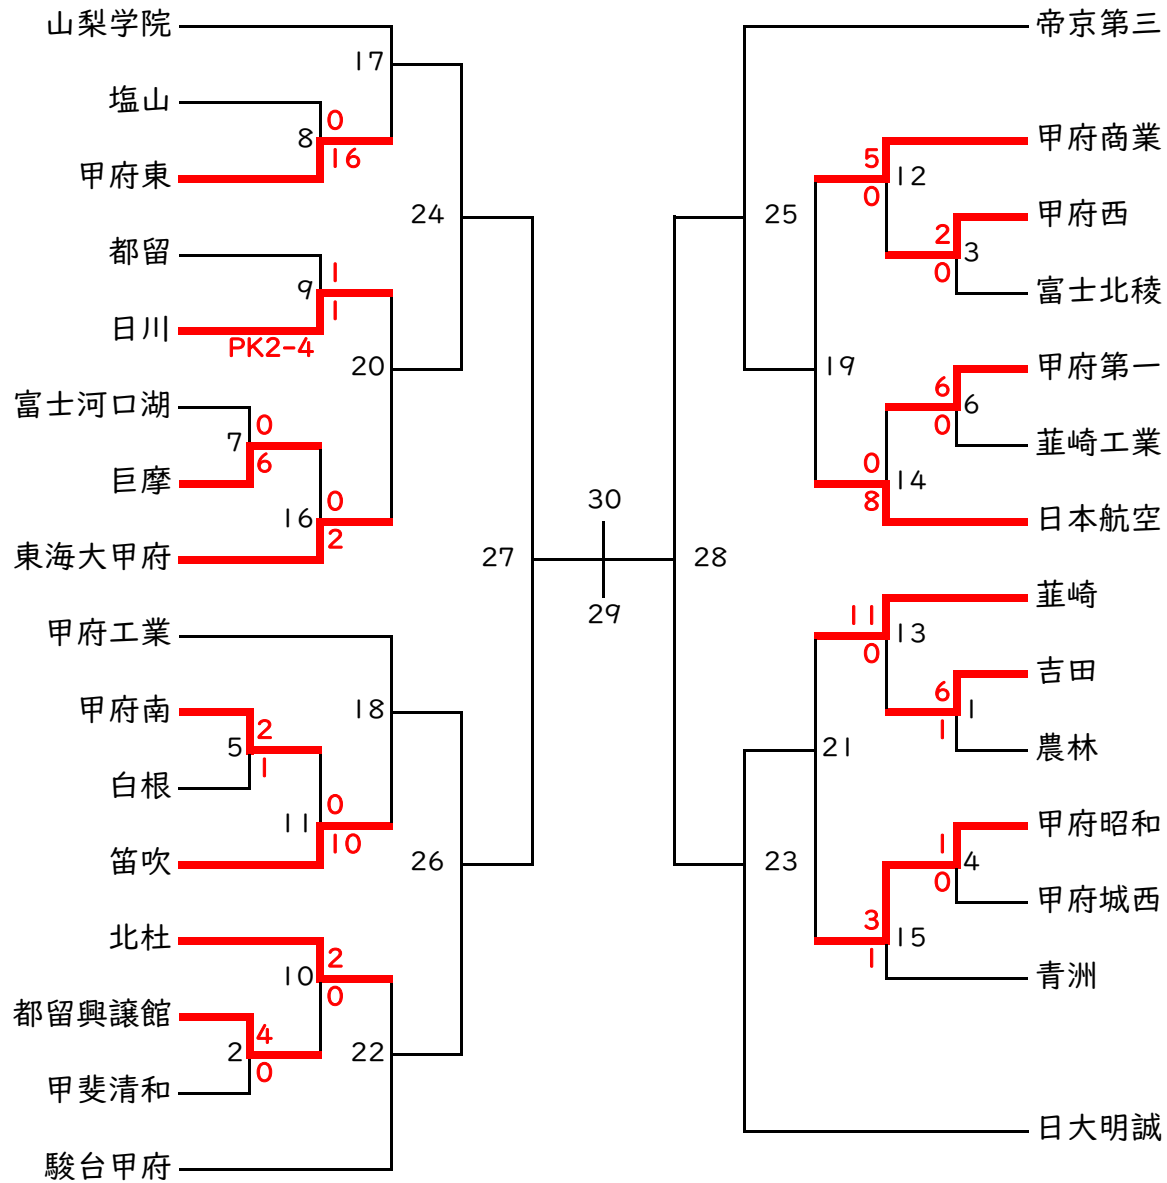 山梨学院
17
塩山
0
8
16
甲府東
24
都留
1
9
1
日川
PK2-4
20
富士河口湖
0
7
6
巨摩
0
16
2
東海大甲府
27
甲府工業
18
甲府南
2
5
1
白根
0
11
10
笛吹
26
北杜
2
10
0
都留興譲館
4
2
0
22
甲斐清和
駿台甲府
30
29
帝京第三
甲府商業
5
12
0
25
甲府西
2
3
0
富士北稜
19
甲府第一
6
6
0
韮崎工業
0
14
8
日本航空
28
韮崎
11
13
0
吉田
6
1
1
農林
21
甲府昭和
1
4
0
23
甲府城西
3
15
1
青洲
日大明誠